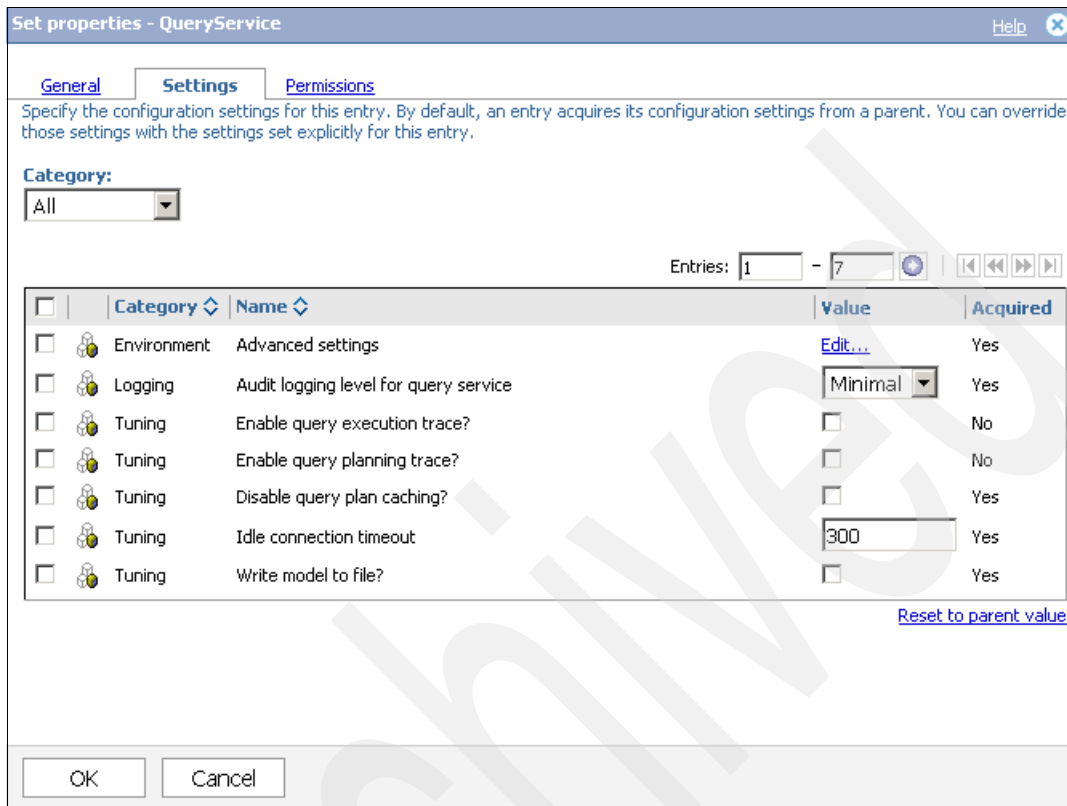 Set properties - QueryService Help
General Settings Permissions
Specify the configuration settings for this entry. By default, an entry acquires its configuration settings from a parent. You can override
those settings with the settings set explicitly for this entry.
Category:
All
Entries: 1 - 7
Category Name Value Acquired
Environment Advanced settings Edit... Yes
Logging Audit logging level for query service Minimal Yes
Tuning Enable query execution trace? No
Tuning Enable query planning trace? No
Tuning Disable query plan caching? Yes
Tuning Idle connection timeout 300 Yes
Tuning Write model to file? Yes
Reset to parent value
OK Cancel